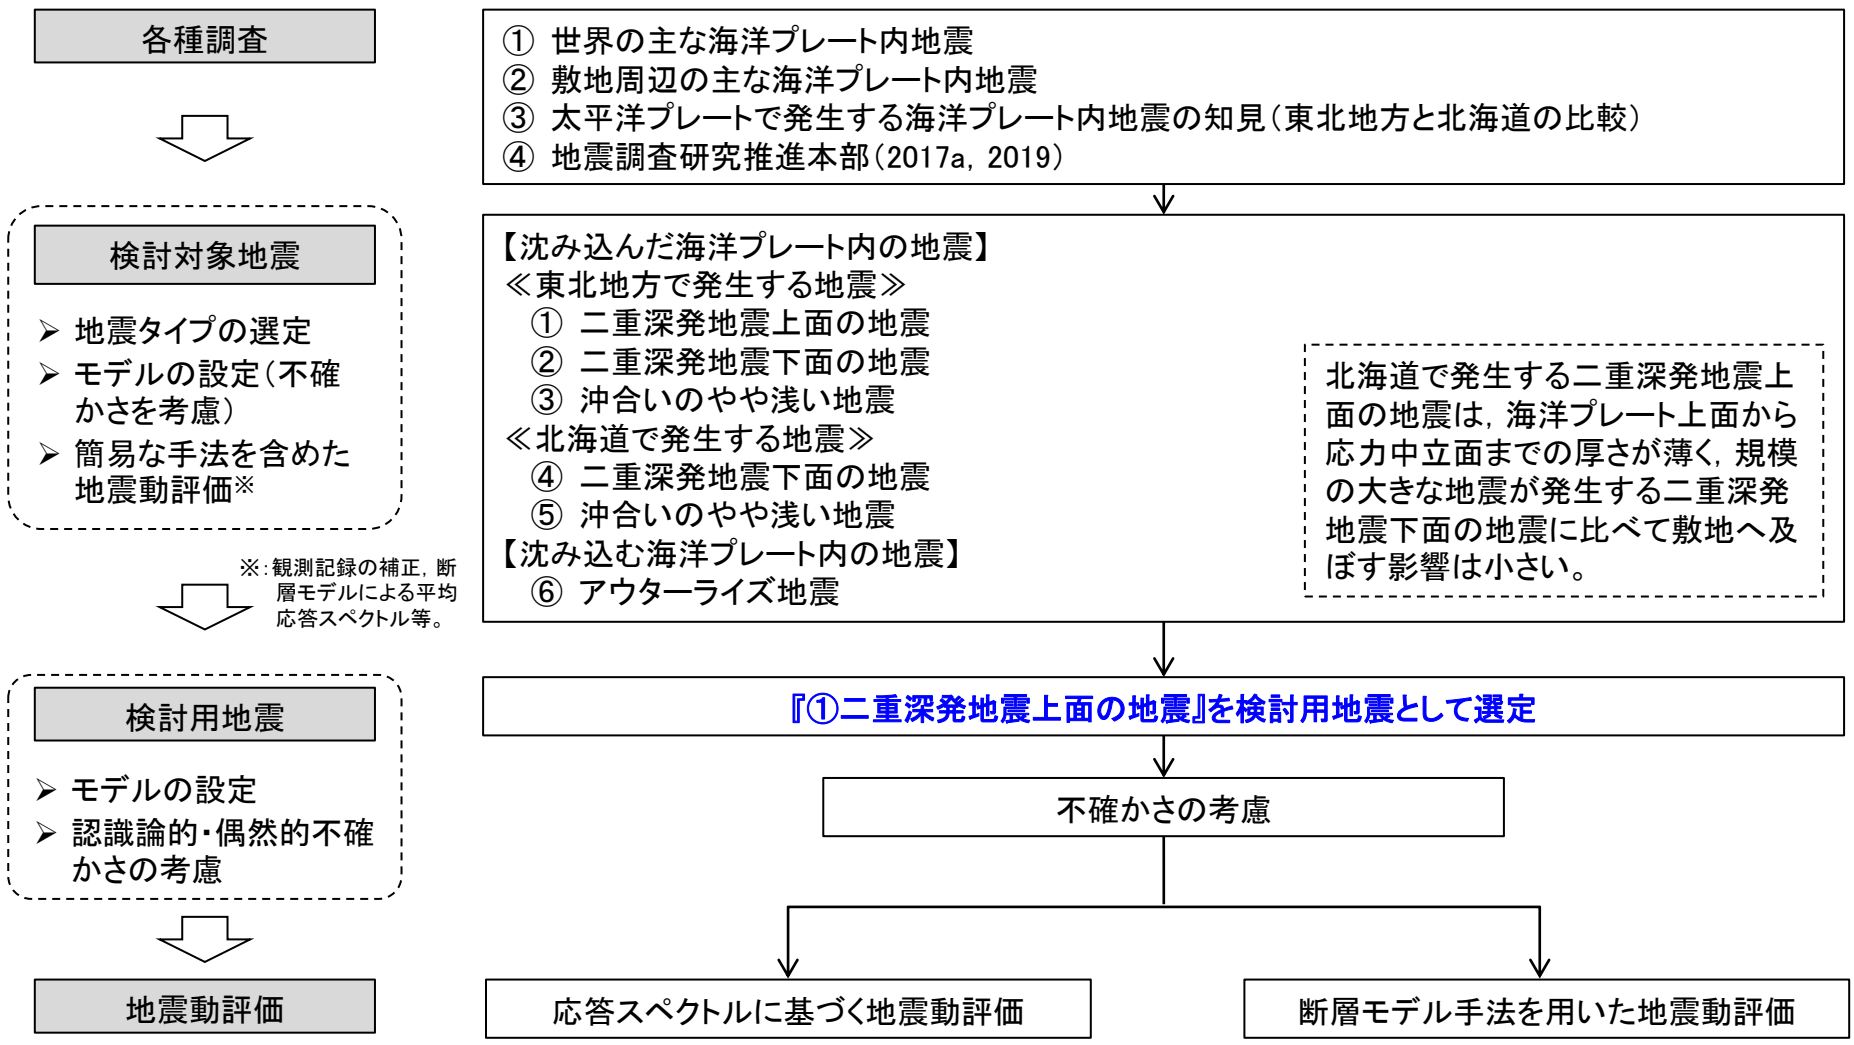 各種調査
① 世界の主な海洋プレート内地震
② 敷地周辺の主な海洋プレート内地震
③ 太平洋プレートで発生する海洋プレート内地震の知見(東北地方と北海道の比較)
④ 地震調査研究推進本部(2017a, 2019)
検討対象地震
➢ 地震タイプの選定
➢ モデルの設定(不確
かさを考慮)
➢ 簡易な手法を含めた
地震動評価※
※:観測記録の補正, 断
層モデルによる平均
応答スペクトル等。
【沈み込んだ海洋プレート内の地震】
≪東北地方で発生する地震≫
① 二重深発地震上面の地震
② 二重深発地震下面の地震
③ 沖合いのやや浅い地震
≪北海道で発生する地震≫
④ 二重深発地震下面の地震
⑤ 沖合いのやや浅い地震
【沈み込む海洋プレート内の地震】
⑥ アウターライズ地震
北海道で発生する二重深発地震上
面の地震は, 海洋プレート上面から
応力中立面までの厚さが薄く, 規模
の大きな地震が発生する二重深発
地震下面の地震に比べて敷地へ及
ぼす影響は小さい。
検討用地震
➢ モデルの設定
➢ 認識論的・偶然的不確
かさの考慮
『①二重深発地震上面の地震』を検討用地震として選定
不確かさの考慮
地震動評価
応答スペクトルに基づく地震動評価
断層モデル手法を用いた地震動評価